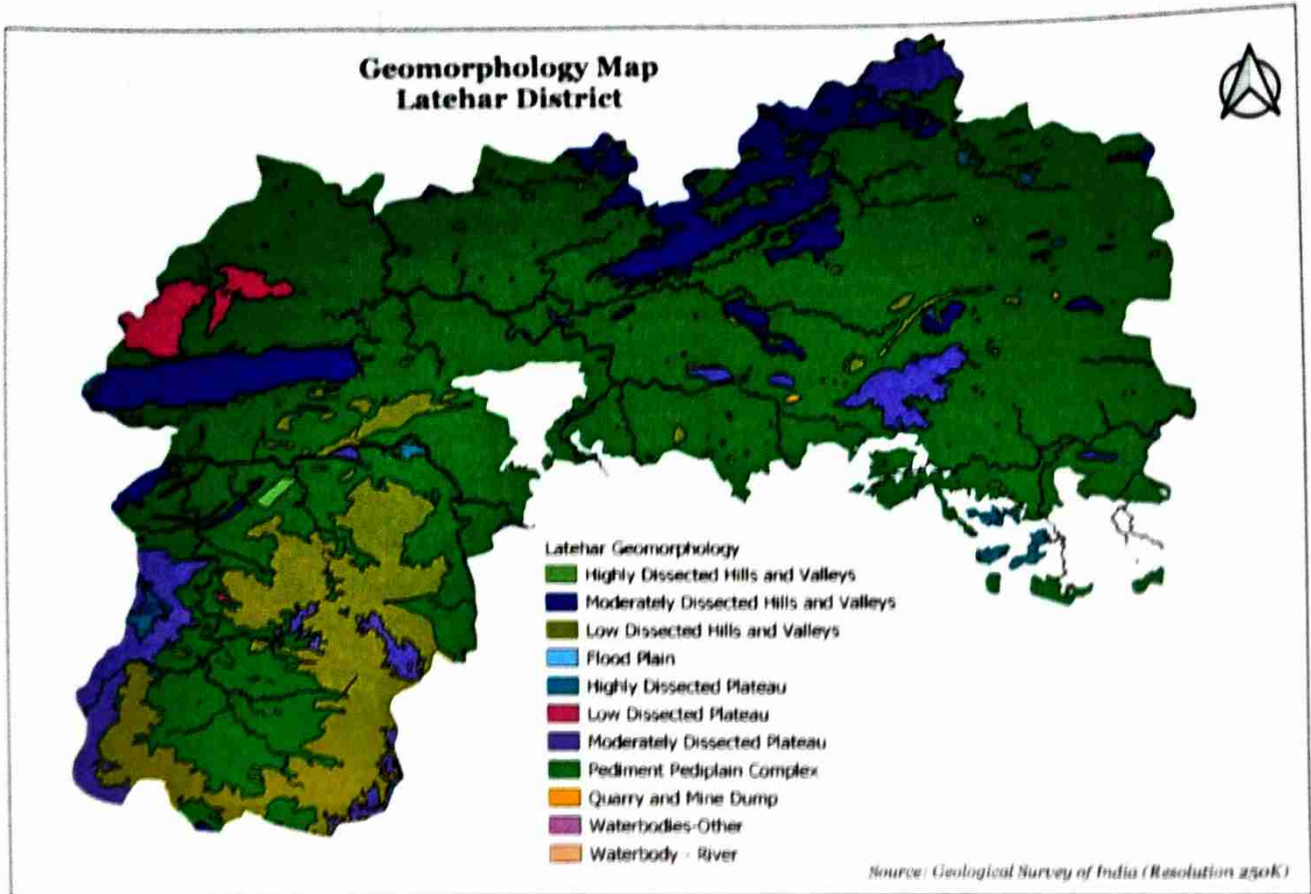 Geomorphology Map
Latehar District
Latehar Geomorphology
Highly Dissected Hills and Valleys
Moderately Dissected Hills and Valleys
Low Dissected Hills and Valleys
Flood Plain
Highly Dissected Plateau
Low Dissected Plateau
Moderately Dissected Plateau
Pediment Pediplain Complex
Quarry and Mine Dump
Waterbodies-Other
Waterbody - River
Source: Geological Survey of India (Resolution 250K)